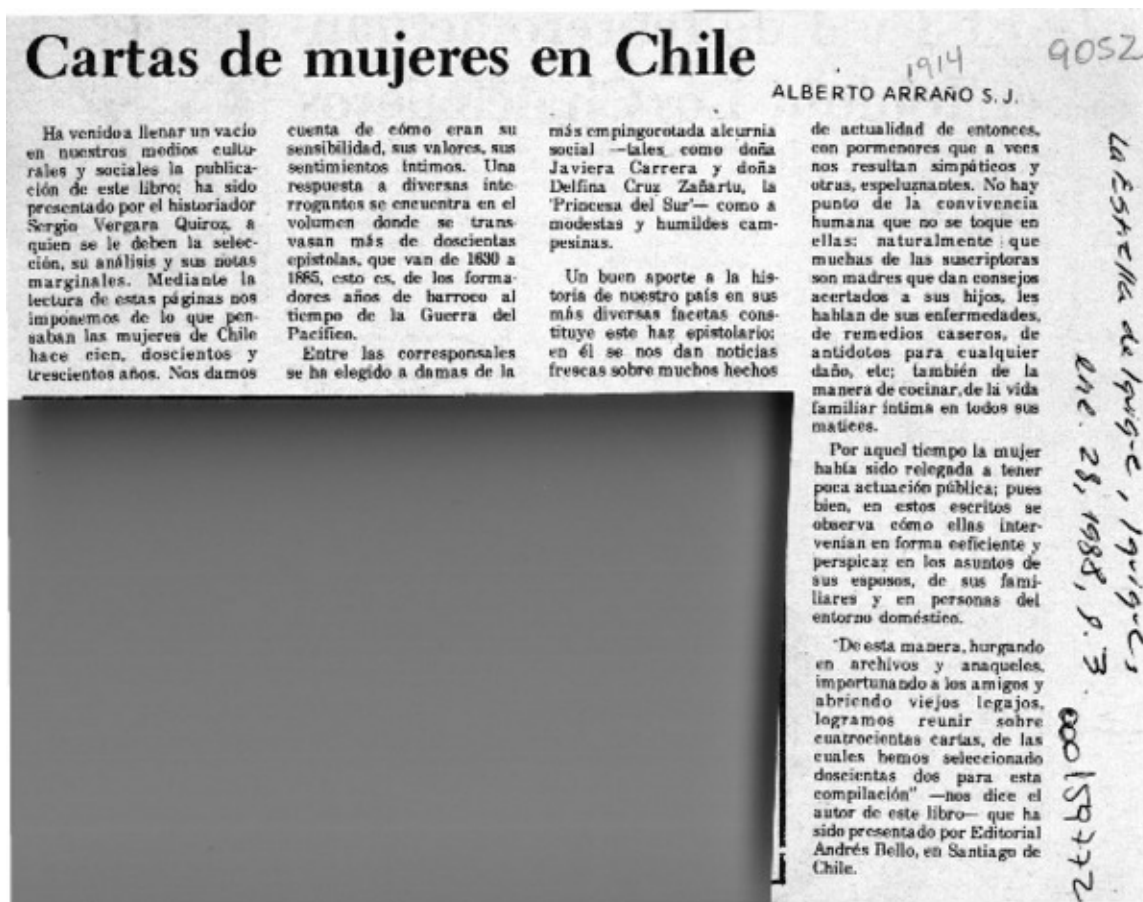 Cartas de mujeres en Chile
1914
9052
ALBERTO ARRAÑO S. J.
Ha venido a llenar un vacío
en nuestros medios cultu-
rales y sociales la publica-
ción de este libro; ha sido
presentado por el historiador
Sergio Vergara Quiroz, a
quien se le deben la selec-
ción, su análisis y sus notas
marginales. Mediante la
lectura de estas páginas nos
imponemos de lo que pen-
saban las mujeres de Chile
hace cien, doscientos y
trescientos años. Nos damos
cuenta de cómo eran su
sensibilidad, sus valores, sus
sentimientos íntimos. Una
respuesta a diversas inte-
rrogantes se encuentra en el
volumen donde se trans-
vasan más de doscientas
epístolas, que van de 1630 a
1885, esto es, de los forma-
dores años de barroco al
tiempo de la Guerra del
Pacífico.
Entre las corresponsales
se ha elegido a damas de la
más empingorotada alcurnia
social —tales como doña
Javiera Carrera y doña
Delfina Cruz Zañartu, la
'Princesa del Sur'— como a
modestas y humildes cam-
pesinas.
Un buen aporte a la his-
toria de nuestro país en sus
más diversas facetas cons-
tituye este haz epistolario;
en él se nos dan noticias
frescas sobre muchos hechos
de actualidad de entonces,
con pormenores que a veces
nos resultan simpáticos y
otras, espeluznantes. No hay
punto de la convivencia
humana que no se toque en
ellas: naturalmente que
muchas de las suscriptoras
son madres que dan consejos
acertados a sus hijos, les
hablan de sus enfermedades,
de remedios caseros, de
antídotos para cualquier
daño, etc; también de la
manera de cocinar, de la vida
familiar íntima en todos sus
matices.
Por aquel tiempo la mujer
había sido relegada a tener
poca actuación pública; pues
bien, en estos escritos se
observa cómo ellas inter-
venían en forma eeficiente y
perspicaz en los asuntos de
sus esposos, de sus fami-
liares y en personas del
entorno doméstico.
"De esta manera, hurgando
en archivos y anaqueles,
importunando a los amigos y
abriendo viejos legajos,
logramos reunir sobre
cuatrocientas cartas, de las
cuales hemos seleccionado
doscientas dos para esta
compilación" —nos dice el
autor de este libro— que ha
sido presentado por Editorial
Andrés Bello, en Santiago de
Chile.
La Estrella de Iquique, Iquique,
ene. 28, 1988, p. 3
000159772